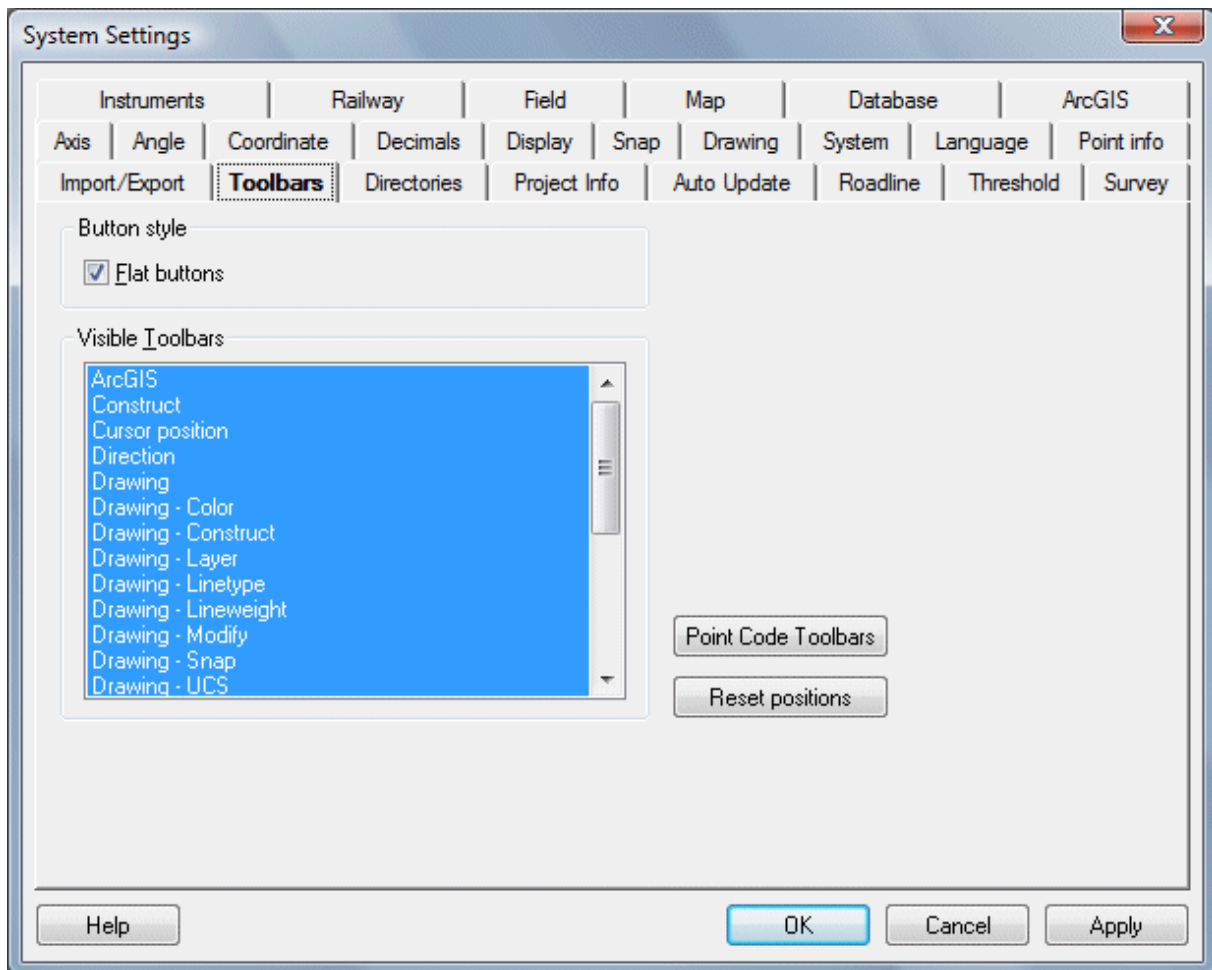 System Settings
Instruments Railway Field Map Database ArcGIS
Axis Angle Coordinate Decimals Display Snap Drawing System Language Point info
Import/Export Toolbars Directories Project Info Auto Update Roadline Threshold Survey
Button style
Flat buttons
Visible Toolbars
ArcGIS
Construct
Cursor position
Direction
Drawing
Drawing - Color
Drawing - Construct
Drawing - Layer
Drawing - Linetype
Drawing - Lineweight
Drawing - Modify
Drawing - Snap
Drawing - UCS
Point Code Toolbars
Reset positions
Help OK Cancel Apply